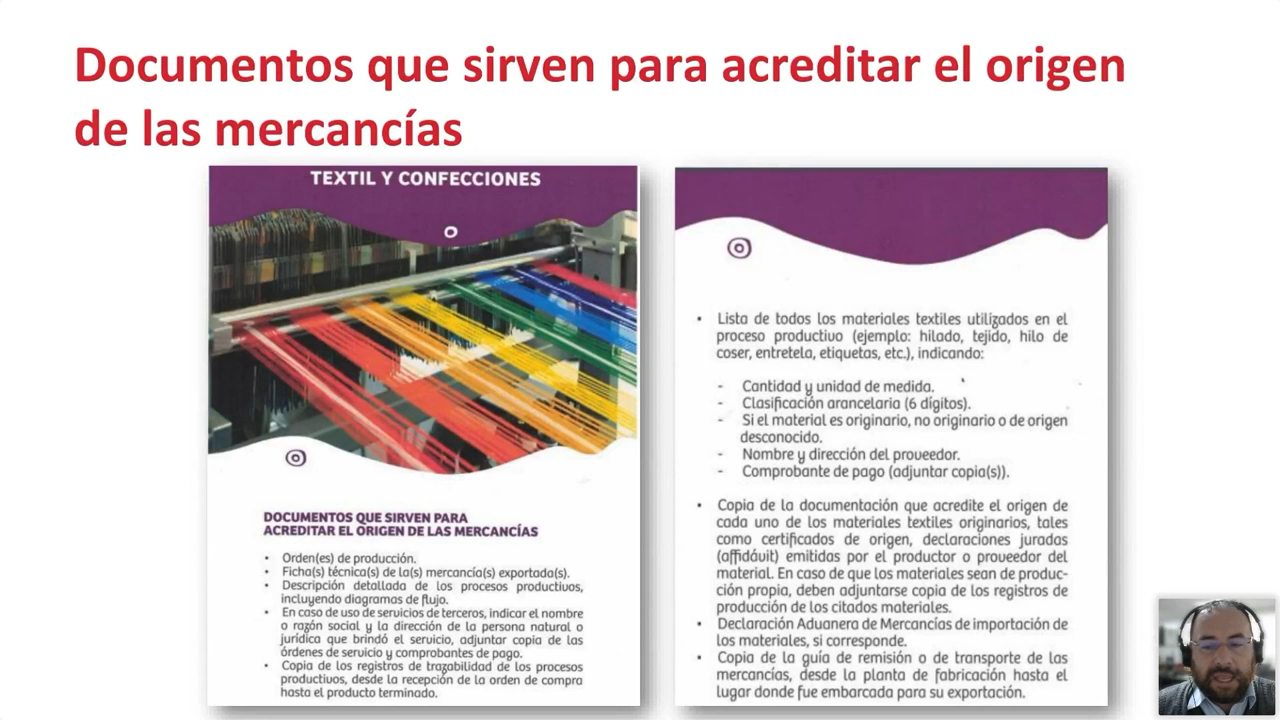 Documentos que sirven para acreditar el origen
de las mercancías
TEXTIL Y CONFECCIONES
DOCUMENTOS QUE SIRVEN PARA
ACREDITAR EL ORIGEN DE LAS MERCANCÍAS
• Orden(es) de producción.
• Ficha(s) técnica(s) de la(s) mercancía(s) exportada(s).
• Descripción detallada de los procesos productivos,
incluyendo diagramas de flujo.
• En caso de uso de servicios de terceros, indicar el nombre
o razón social y la dirección de la persona natural o
jurídica que brindó el servicio, adjuntar copia de las
órdenes de servicio y comprobantes de pago.
• Copia de los registros de trazabilidad de los procesos
productivos, desde la recepción de la orden de compra
hasta el producto terminado.
• Lista de todos los materiales textiles utilizados en el
proceso productivo (ejemplo: hilado, tejido, hilo de
coser, entretela, etiquetas, etc.), indicando:
- Cantidad y unidad de medida.
- Clasificación arancelaria (6 dígitos).
- Si el material es originario, no originario o de origen
desconocido.
- Nombre y dirección del proveedor.
- Comprobante de pago (adjuntar copia(s)).
• Copia de la documentación que acredite el origen de
cada uno de los materiales textiles originarios, tales
como certificados de origen, declaraciones juradas
(affidávit) emitidas por el productor o proveedor del
material. En caso de que los materiales sean de produc-
ción propia, deben adjuntarse copia de los registros de
producción de los citados materiales.
• Declaración Aduanera de Mercancías de importación de
los materiales, si corresponde.
• Copia de la guía de remisión o de transporte de las
mercancías, desde la planta de fabricación hasta el
lugar donde fue embarcada para su exportación.